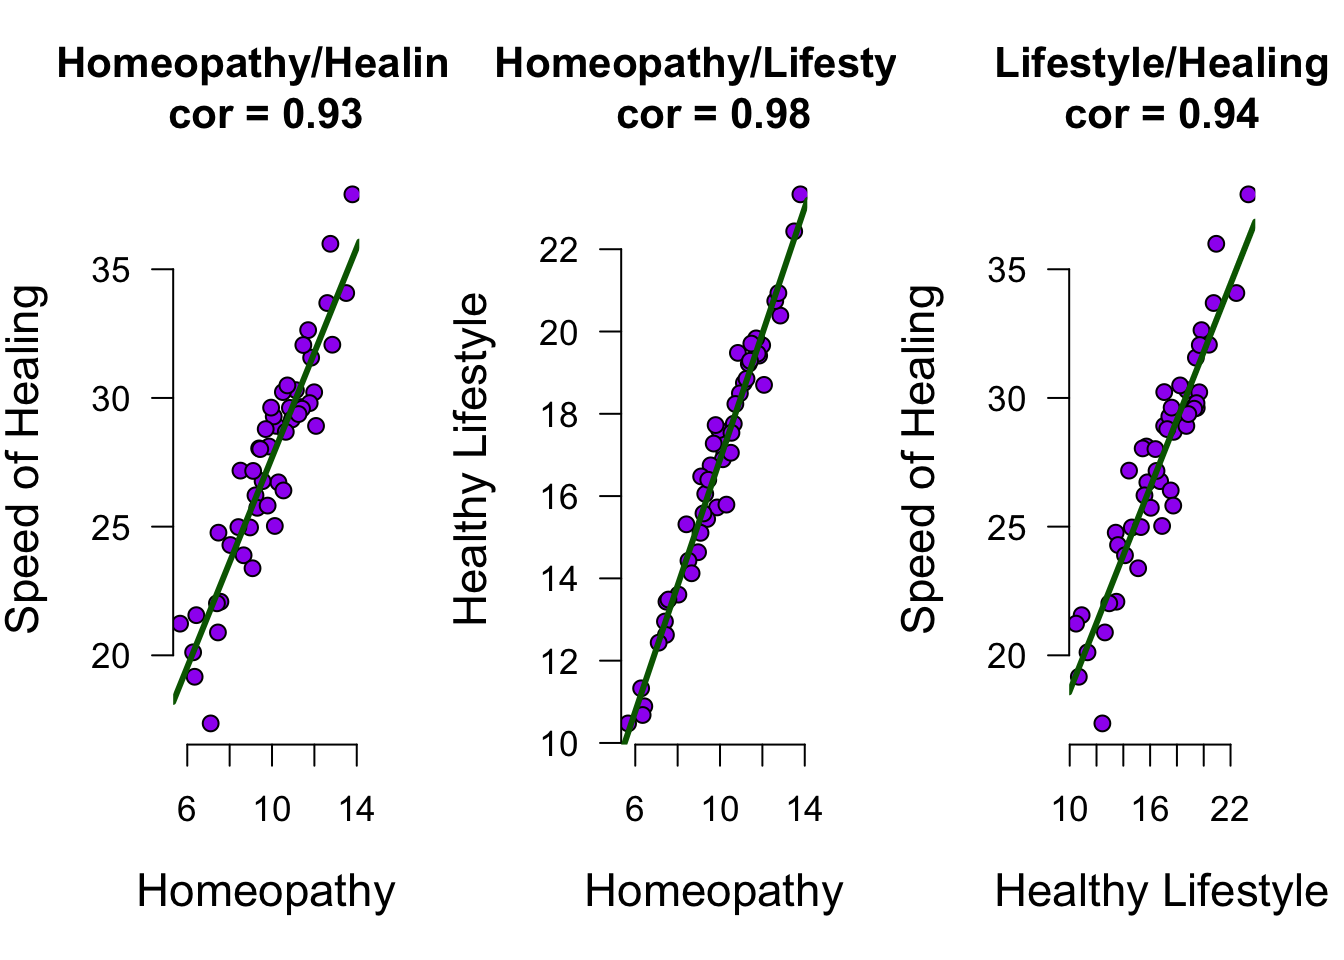 Homeopathy/Healin
cor = 0.93
Speed of Healing
35
30
25
20
6 10 14
Homeopathy
Homeopathy/Lifesty
cor = 0.98
Healthy Lifestyle
22
20
18
16
14
12
10
6 10 14
Homeopathy
Lifestyle/Healing
cor = 0.94
Speed of Healing
35
30
25
20
10 16 22
Healthy Lifestyle